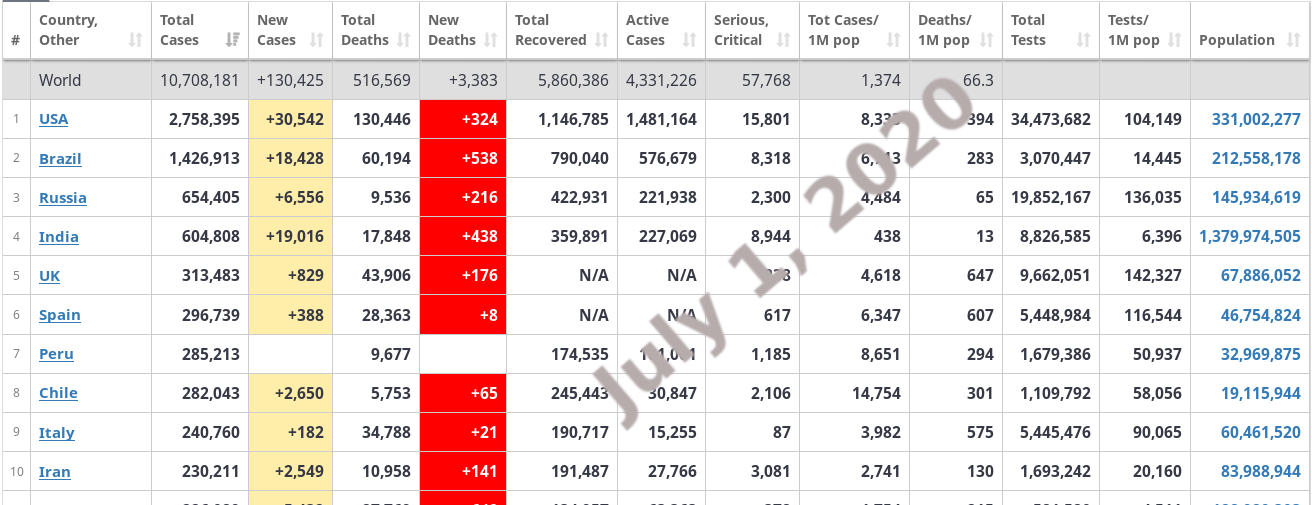 # Country, Other Total Cases New Cases Total Deaths New Deaths Total Recovered Active Cases Serious, Critical Tot Cases/ 1M pop Deaths/ 1M pop Total Tests Tests/ 1M pop Population
World 10,708,181 +130,425 516,569 +3,383 5,860,386 4,331,226 57,768 1,374 66.3
1 USA 2,758,395 +30,542 130,446 +324 1,146,785 1,481,164 15,801 394 34,473,682 104,149 331,002,277
2 Brazil 1,426,913 +18,428 60,194 +538 790,040 576,679 8,318 283 3,070,447 14,445 212,558,178
3 Russia 654,405 +6,556 9,536 +216 422,931 221,938 2,300 4,484 65 19,852,167 136,035 145,934,619
4 India 604,808 +19,016 17,848 +438 359,891 227,069 8,944 438 13 8,826,585 6,396 1,379,974,505
5 UK 313,483 +829 43,906 +176 N/A N/A 4,618 647 9,662,051 142,327 67,886,052
6 Spain 296,739 +388 28,363 +8 N/A N/A 617 6,347 607 5,448,984 116,544 46,754,824
7 Peru 285,213 9,677 174,535 1,185 8,651 294 1,679,386 50,937 32,969,875
8 Chile 282,043 +2,650 5,753 +65 245,443 30,847 2,106 14,754 301 1,109,792 58,056 19,115,944
9 Italy 240,760 +182 34,788 +21 190,717 15,255 87 3,982 575 5,445,476 90,065 60,461,520
10 Iran 230,211 +2,549 10,958 +141 191,487 27,766 3,081 2,741 130 1,693,242 20,160 83,988,944
July 1, 2020